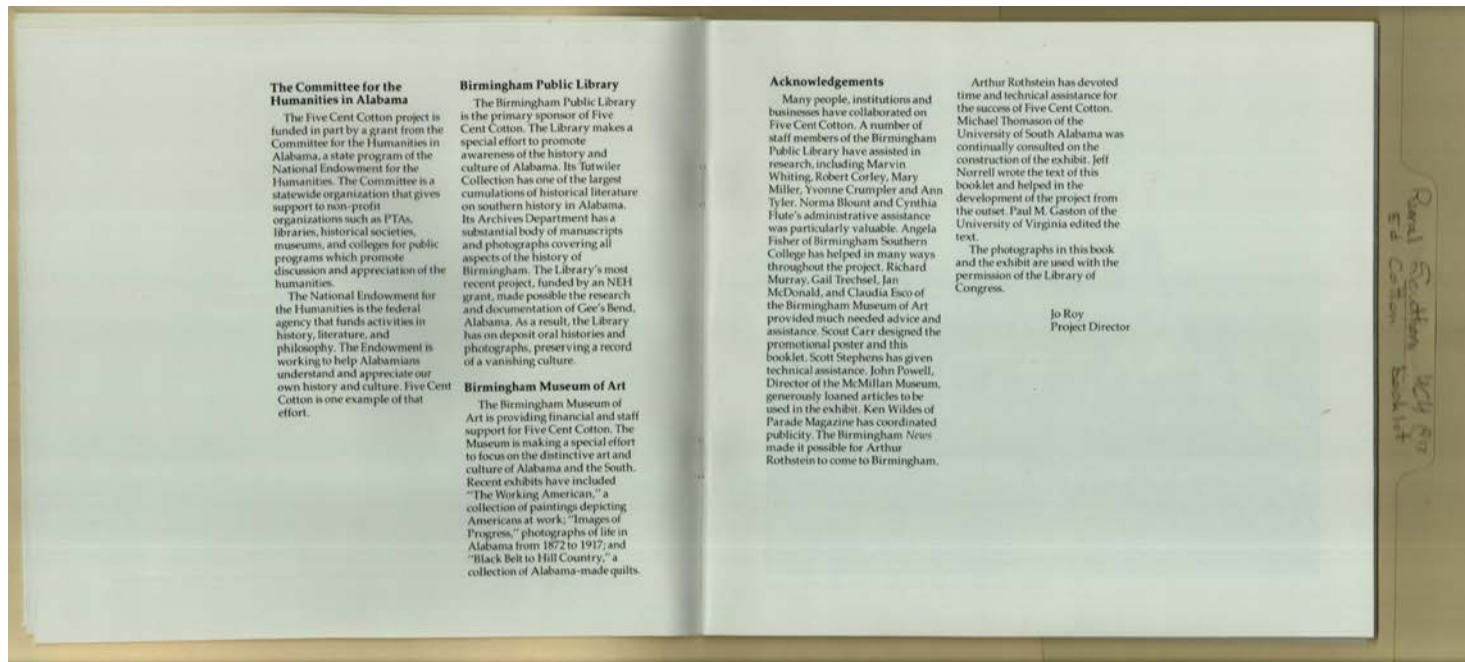 The Committee for the
Humanities in Alabama
The Five Cent Cotton project is
funded in part by a grant from the
Committee for the Humanities in
Alabama, a state program of the
National Endowment for the
Humanities. The Committee is a
statewide organization that gives
support to non-profit
organizations such as PTAs,
libraries, historical societies,
museums, and colleges for public
programs which promote
discussion and appreciation of the
humanities.
The National Endowment for
the Humanities is the federal
agency that funds activities in
history, literature, and
philosophy. The Endowment is
working to help Alabamians
understand and appreciate our
own history and culture. Five Cent
Cotton is one example of that
effort.
Birmingham Public Library
The Birmingham Public Library
is the primary sponsor of Five
Cent Cotton. The Library makes a
special effort to promote
awareness of the history and
culture of Alabama. Its Tutwiler
Collection has one of the largest
cumulations of historical literature
on southern history in Alabama.
Its Archives Department has a
substantial body of manuscripts
and photographs covering all
aspects of the history of
Birmingham. The Library's most
recent project, funded by an NEH
grant, made possible the research
and documentation of Gee's Bend,
Alabama. As a result, the Library
has on deposit oral histories and
photographs, preserving a record
of a vanishing culture.
Birmingham Museum of Art
The Birmingham Museum of
Art is providing financial and staff
support for Five Cent Cotton. The
Museum is making a special effort
to focus on the distinctive art and
culture of Alabama and the South.
Recent exhibits have included
"The Working American," a
collection of paintings depicting
Americans at work; "Images of
Progress," photographs of life in
Alabama from 1872 to 1917; and
"Black Belt to Hill Country," a
collection of Alabama-made quilts.
Acknowledgements
Many people, institutions and
businesses have collaborated on
Five Cent Cotton. A number of
staff members of the Birmingham
Public Library have assisted in
research, including Marvin
Whiting, Robert Corley, Mary
Miller, Yvonne Crumpler and Ann
Tyler. Norma Blount and Cynthia
Flute's administrative assistance
was particularly valuable. Angela
Fisher of Birmingham Southern
College has helped in many ways
throughout the project. Richard
Murray, Gail Trechsel, Jan
McDonald, and Claudia Esco of
the Birmingham Museum of Art
provided much needed advice and
assistance. Scout Carr designed the
promotional poster and this
booklet. Scott Stephens has given
technical assistance. John Powell,
Director of the McMillan Museum,
generously loaned articles to be
used in the exhibit. Ken Wildes of
Parade Magazine has coordinated
publicity. The Birmingham News
made it possible for Arthur
Rothstein to come to Birmingham.
Arthur Rothstein has devoted
time and technical assistance for
the success of Five Cent Cotton.
Michael Thomason of the
University of South Alabama was
continually consulted on the
construction of the exhibit. Jeff
Norrell wrote the text of this
booklet and helped in the
development of the project from
the outset. Paul M. Gaston of the
University of Virginia edited the
text.
The photographs in this book
and the exhibit are used with the
permission of the Library of
Congress.
Jo Roy
Project Director
Rural Southern
Cotton Booklet